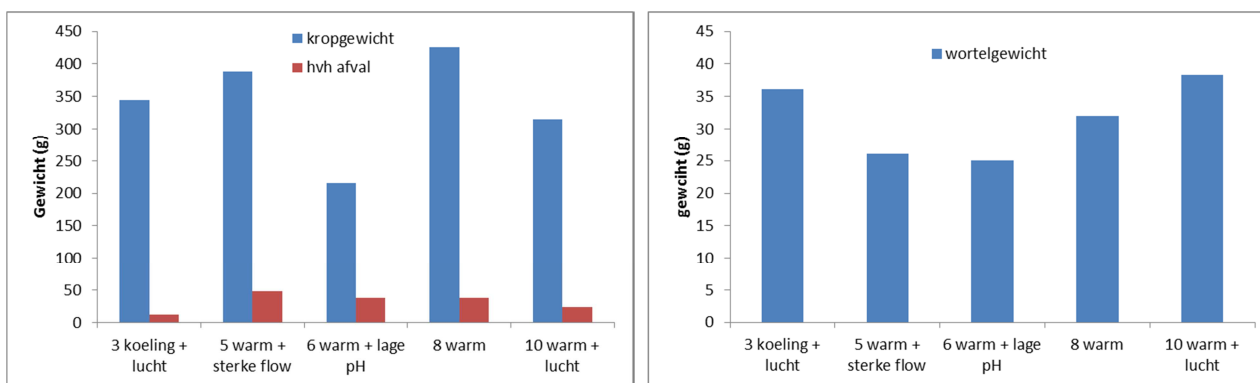 450
400
350
300
250
200
150
100
50
0
Gewicht (g)
kropgewicht
hvh afval
3 koeling +
lucht
5 warm +
sterke flow
6 warm + lage
pH
8 warm
10 warm +
lucht
45
40
35
30
25
20
15
10
5
0
gewciht (g)
wortelgewicht
3 koeling +
lucht
5 warm +
sterke flow
6 warm + lage
pH
8 warm
10 warm +
lucht